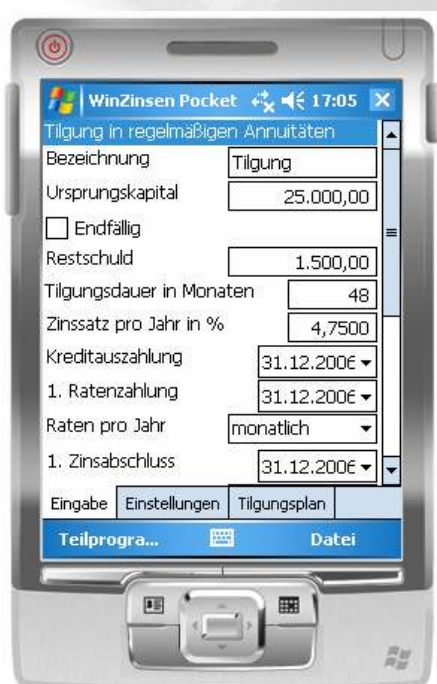 WinZinsen Pocket 17:05
Tilgung in regelmäßigen Annuitäten
Bezeichnung Tilgung
Ursprungskapital 25.000,00
Endfällig
Restschuld 1.500,00
Tilgungsdauer in Monaten 48
Zinssatz pro Jahr in % 4,7500
Kreditauszahlung 31.12.200
1. Ratenzahlung 31.12.200
Raten pro Jahr monatlich
1. Zinsabschluss 31.12.200
Eingabe Einstellungen Tilgungsplan
Teilprogra... Datei